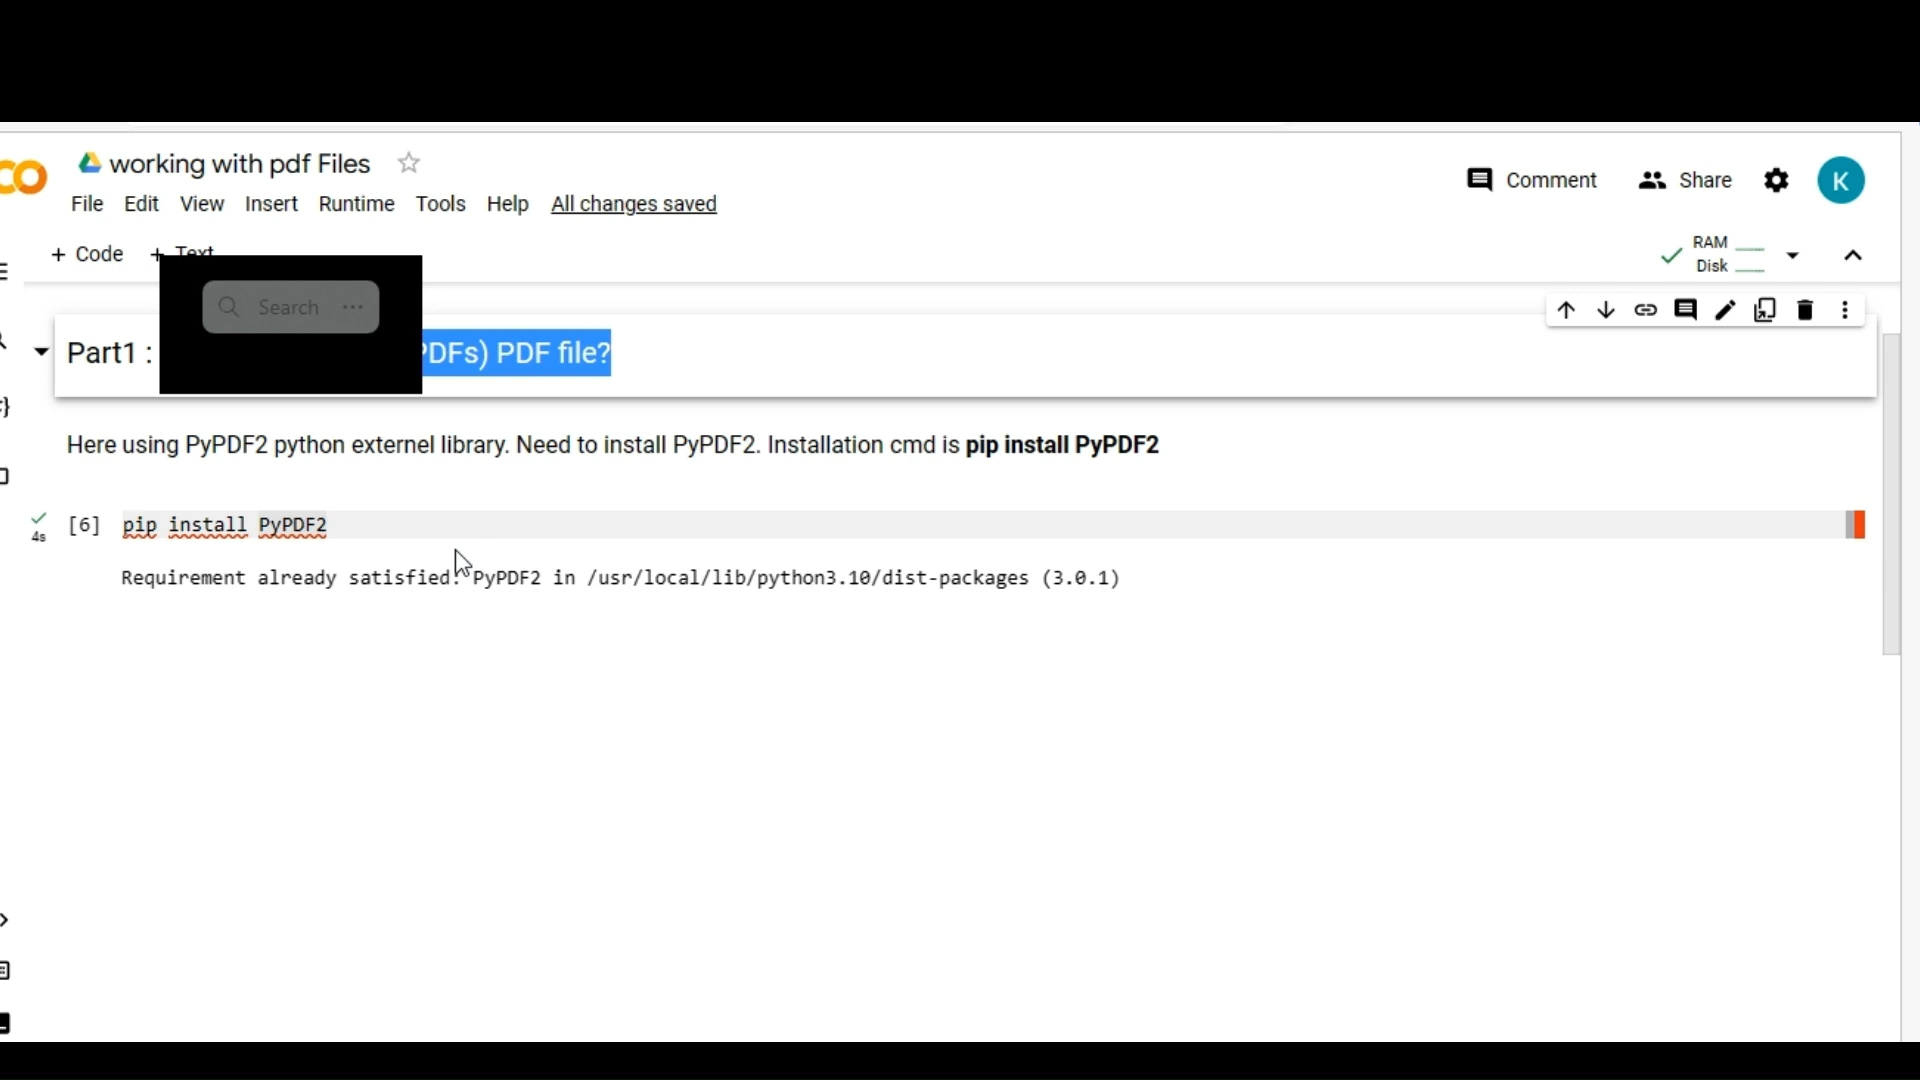 working with pdf Files
File Edit View Insert Runtime Tools Help All changes saved
Comment Share K
+ Code + Text
RAM
Disk
Search ...
Part1 : PDFs) PDF file?
Here using PyPDF2 python externel library. Need to install PyPDF2. Installation cmd is pip install PyPDF2
4s [6] pip install PyPDF2
Requirement already satisfied: PyPDF2 in /usr/local/lib/python3.10/dist-packages (3.0.1)